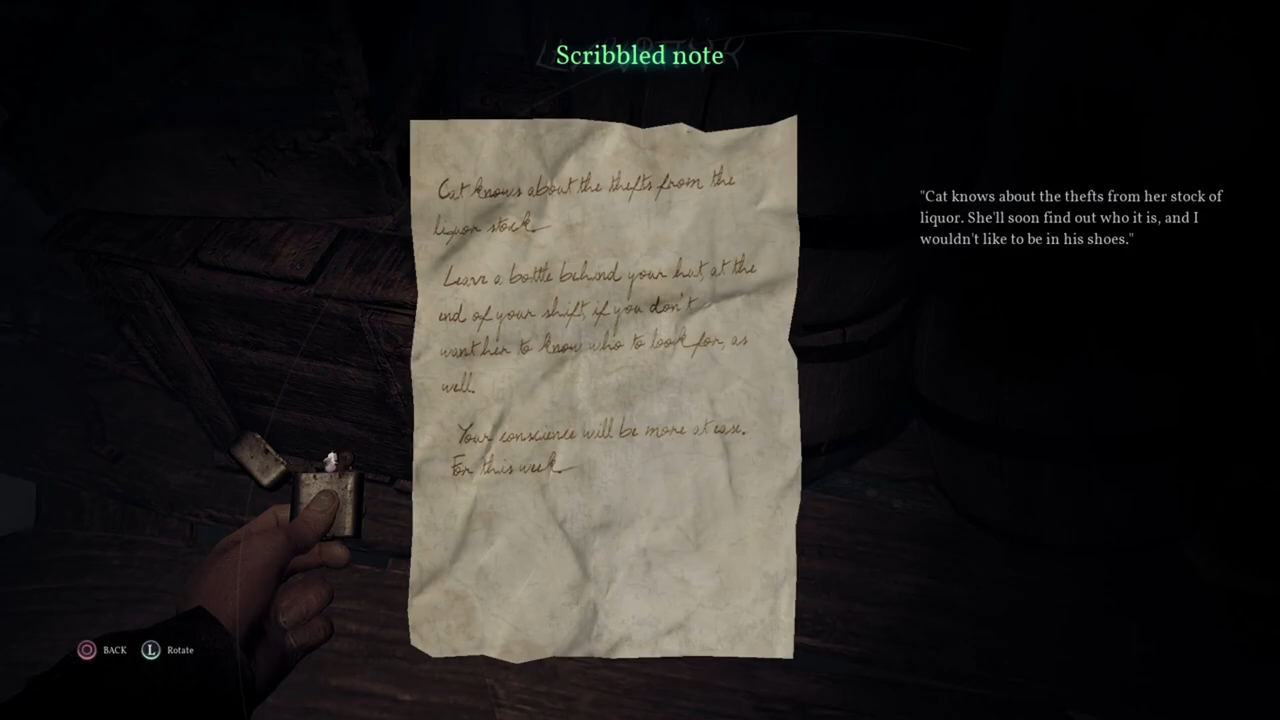 Scribbled note
Cat knows about the thefts from the
liquor stock
Leave a bottle behind your hut, at the
end of your shift, if you don't
want her to know who to look for, as
well.
Your conscience will be more at ease.
For this week
"Cat knows about the thefts from her stock of
liquor. She'll soon find out who it is, and I
wouldn't like to be in his shoes."
BACK
L
Rotate